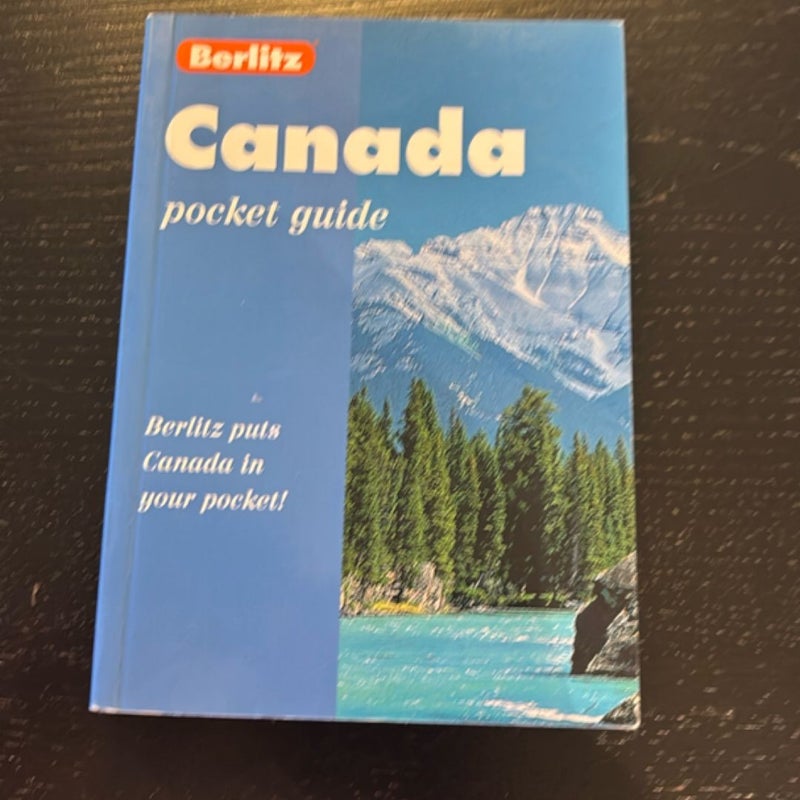 Berlitz
Canada
pocket guide
Berlitz puts
Canada in
your pocket!